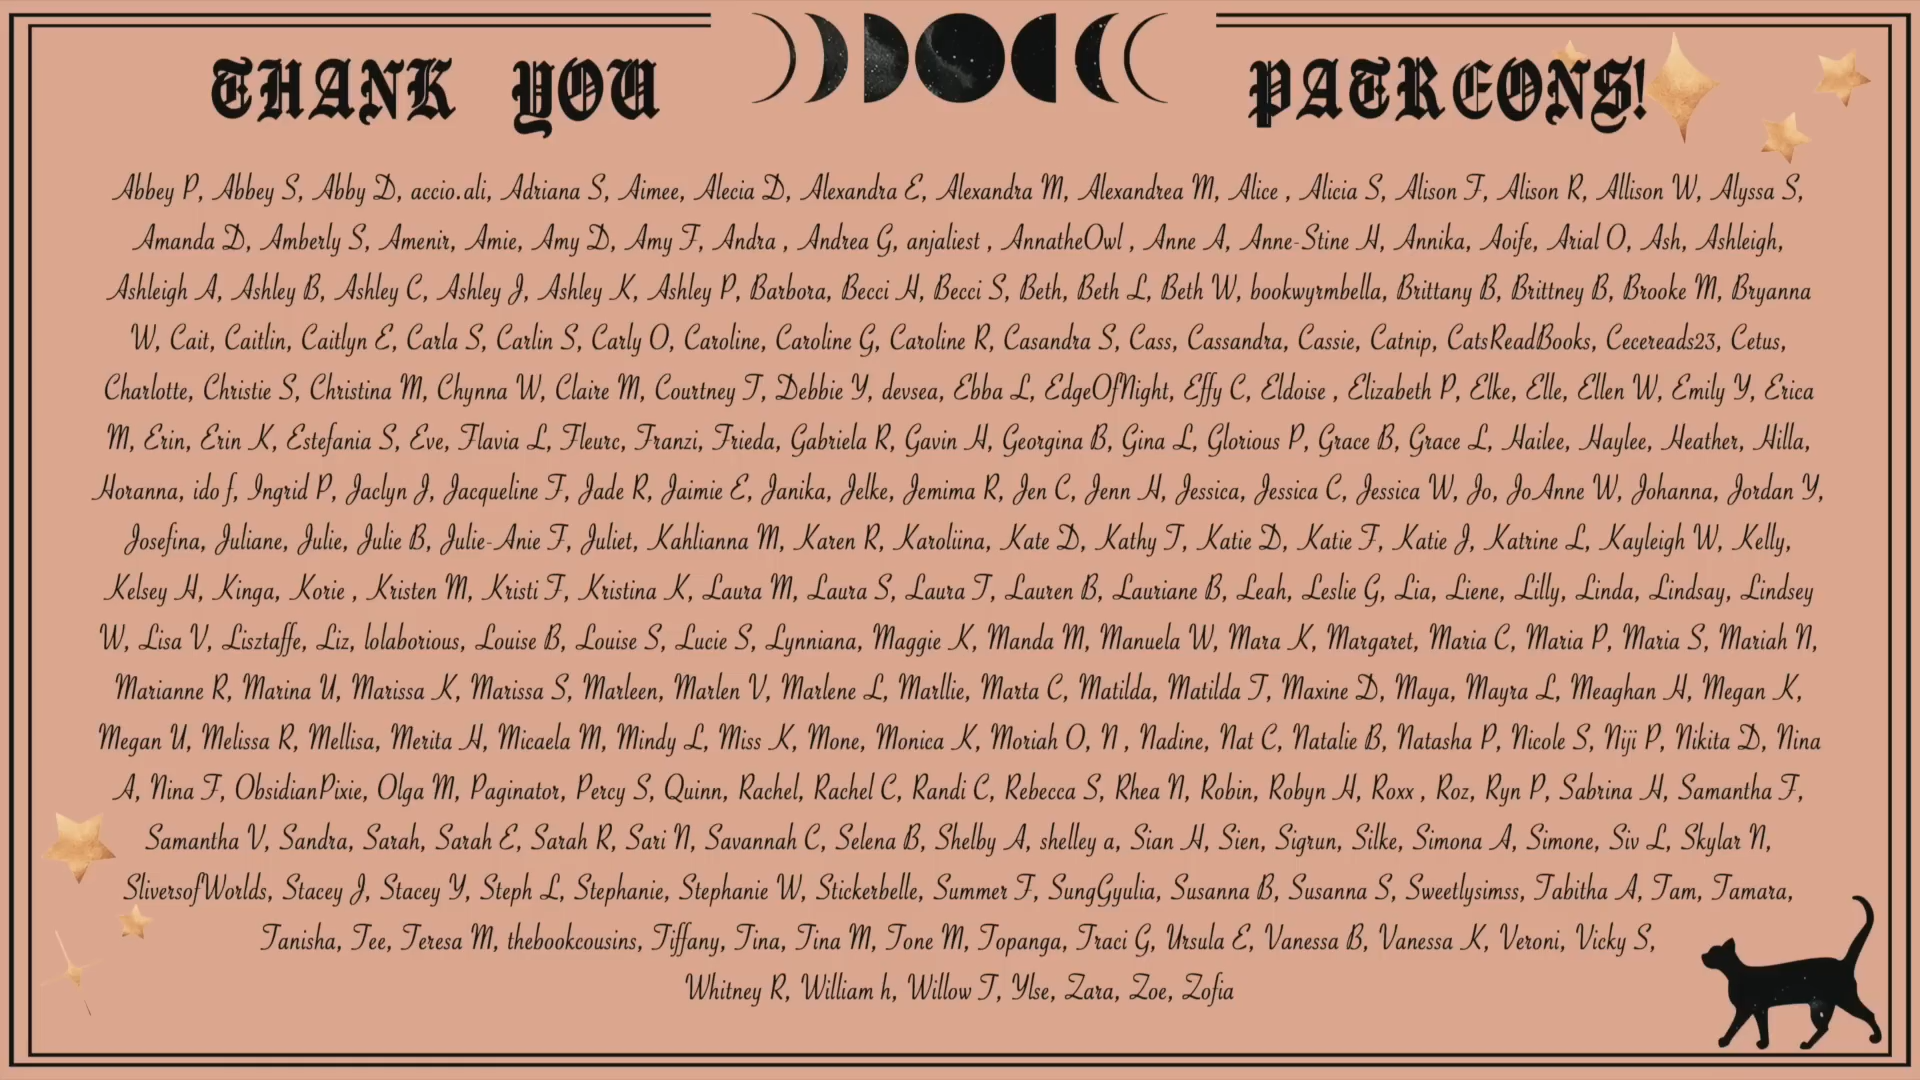 THANK YOU PATREONS!
Abbey P, Abbey S, Abby D, accio.ali, Adriana S, Aimee, Alecia D, Alexandra E, Alexandra M, Alexandrea M, Alice , Alicia S, Alison F, Alison R, Allison W, Alyssa S,
Amanda D, Amberly S, Amenir, Amie, Amy D, Amy F, Andra , Andrea G, anjaliest , AnnatheOwl , Anne A, Anne-Stine H, Annika, Aoife, Arial O, Ash, Ashleigh,
Ashleigh A, Ashley B, Ashley C, Ashley J, Ashley K, Ashley P, Barbora, Becci H, Becci S, Beth, Beth L, Beth W, bookwyrmbella, Brittany B, Brittney B, Brooke M, Bryanna
W, Cait, Caitlin, Caitlyn E, Carla S, Carlin S, Carly O, Caroline, Caroline G, Caroline R, Casandra S, Cass, Cassandra, Cassie, Catnip, CatsReadBooks, Cecereads23, Cetus,
Charlotte, Christie S, Christina M, Chynna W, Claire M, Courtney T, Debbie Y, devsea, Ebba L, EdgeOfNight, Effy C, Eldoise , Elizabeth P, Elke, Elle, Ellen W, Emily Y, Erica
M, Erin, Erin K, Estefania S, Eve, Flavia L, Fleurc, Franzi, Frieda, Gabriela R, Gavin H, Georgina B, Gina L, Glorious P, Grace B, Grace L, Hailee, Haylee, Heather, Hilla,
Horanna, ido f, Ingrid P, Jaclyn J, Jacqueline F, Jade R, Jaimie E, Janika, Jelke, Jemima R, Jen C, Jenn H, Jessica, Jessica C, Jessica W, Jo, JoAnne W, Johanna, Jordan Y,
Josefina, Juliane, Julie, Julie B, Julie-Anie F, Juliet, Kahlianna M, Karen R, Karoliina, Kate D, Kathy T, Katie D, Katie F, Katie J, Katrine L, Kayleigh W, Kelly,
Kelsey H, Kinga, Korie , Kristen M, Kristi F, Kristina K, Laura M, Laura S, Laura T, Lauren B, Lauriane B, Leah, Leslie G, Lia, Liene, Lilly, Linda, Lindsay, Lindsey
W, Lisa V, Lisztaffe, Liz, lolaborious, Louise B, Louise S, Lucie S, Lynniana, Maggie K, Manda M, Manuela W, Mara K, Margaret, Maria C, Maria P, Maria S, Mariah N,
Marianne R, Marina U, Marissa K, Marissa S, Marleen, Marlen V, Marlene L, Marllie, Marta C, Matilda, Matilda T, Maxine D, Maya, Mayra L, Meaghan H, Megan K,
Megan U, Melissa R, Mellisa, Merita H, Micaela M, Mindy L, Miss K, Mone, Monica K, Moriah O, N , Nadine, Nat C, Natalie B, Natasha P, Nicole S, Niji P, Nikita D, Nina
A, Nina F, ObsidianPixie, Olga M, Paginator, Percy S, Quinn, Rachel, Rachel C, Randi C, Rebecca S, Rhea N, Robin, Robyn H, Roxx , Roz, Ryn P, Sabrina H, Samantha F,
Samantha V, Sandra, Sarah, Sarah E, Sarah R, Sari N, Savannah C, Selena B, Shelby A, shelley a, Sian H, Sien, Sigrun, Silke, Simona A, Simone, Siv L, Skylar N,
SliversofWorlds, Stacey J, Stacey Y, Steph L, Stephanie, Stephanie W, Stickerbelle, Summer F, SungGyulia, Susanna B, Susanna S, Sweetlysimss, Tabitha A, Tam, Tamara,
Tanisha, Tee, Teresa M, thebookcousins, Tiffany, Tina, Tina M, Tone M, Topanga, Traci G, Ursula E, Vanessa B, Vanessa K, Veroni, Vicky S,
Whitney R, William h, Willow T, Ylse, Zara, Zoe, Zofia